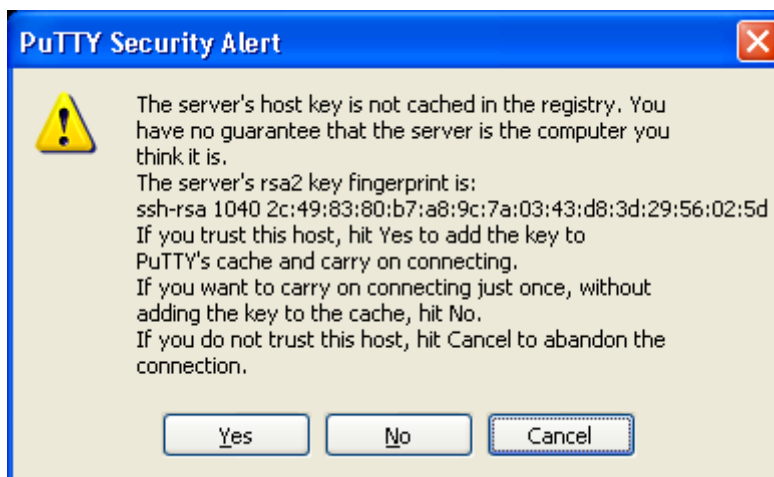 PuTTY Security Alert
The server's host key is not cached in the registry. You
have no guarantee that the server is the computer you
think it is.
The server's rsa2 key fingerprint is:
ssh-rsa 1040 2c:49:83:80:b7:a8:9c:7a:03:43:d8:3d:29:56:02:5d
If you trust this host, hit Yes to add the key to
PuTTY's cache and carry on connecting.
If you want to carry on connecting just once, without
adding the key to the cache, hit No.
If you do not trust this host, hit Cancel to abandon the
connection.
Yes No Cancel